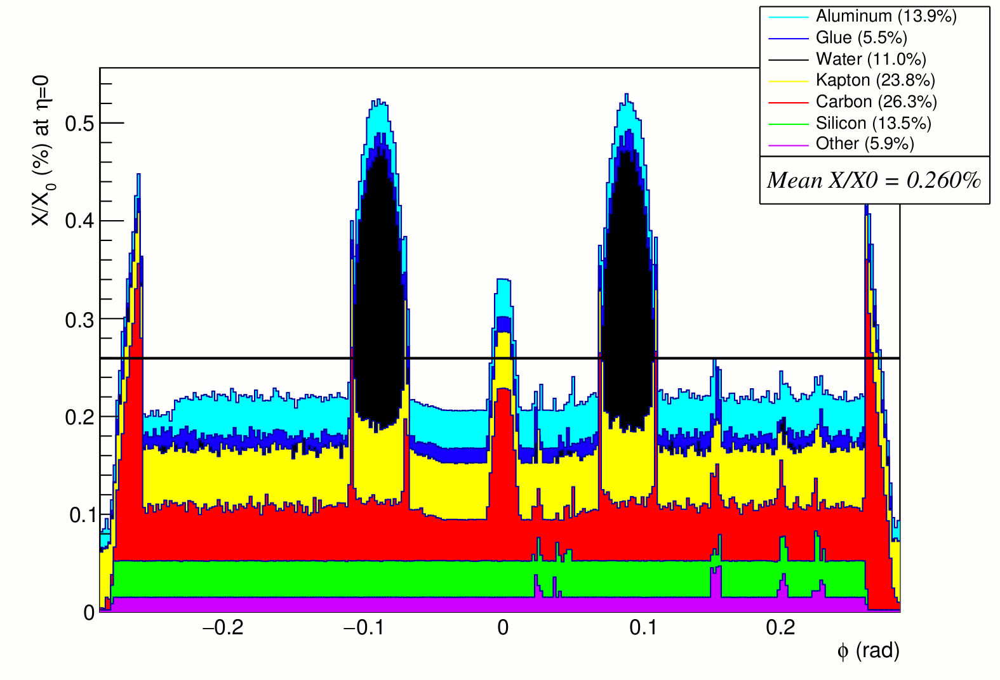 Aluminum (13.9%)
Glue (5.5%)
Water (11.0%)
Kapton (23.8%)
Carbon (26.3%)
Silicon (13.5%)
Other (5.9%)
Mean X/X0 = 0.260%
X/X₀ (%) at η=0
0.5
0.4
0.3
0.2
0.1
0
−0.2
−0.1
0
0.1
0.2
ϕ (rad)